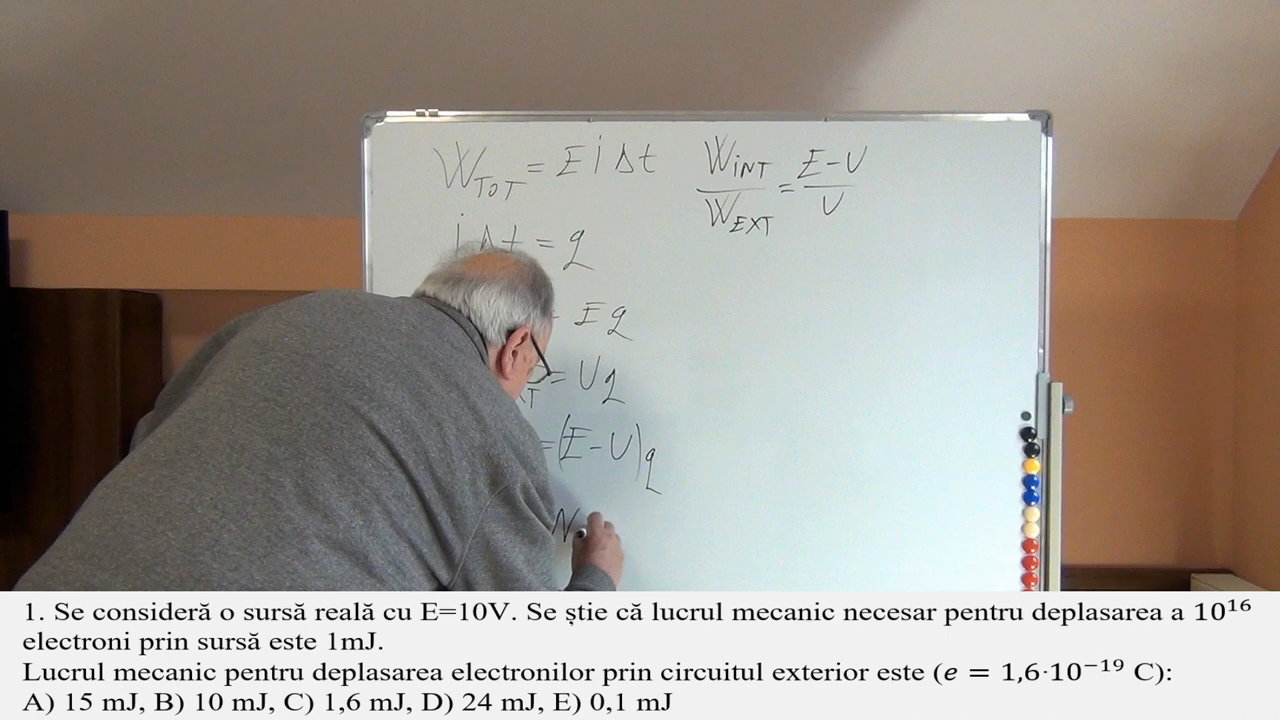 W_TOT = E i Δt
W_INT / W_EXT = E-U / U
i Δt = q
= E q
= U q
= (E-U) q
N
1. Se consideră o sursă reală cu E=10V. Se știe că lucrul mecanic necesar pentru deplasarea a 10¹⁶
electroni prin sursă este 1mJ.
Lucrul mecanic pentru deplasarea electronilor prin circuitul exterior este (e = 1,6·10⁻¹⁹ C):
A) 15 mJ, B) 10 mJ, C) 1,6 mJ, D) 24 mJ, E) 0,1 mJ